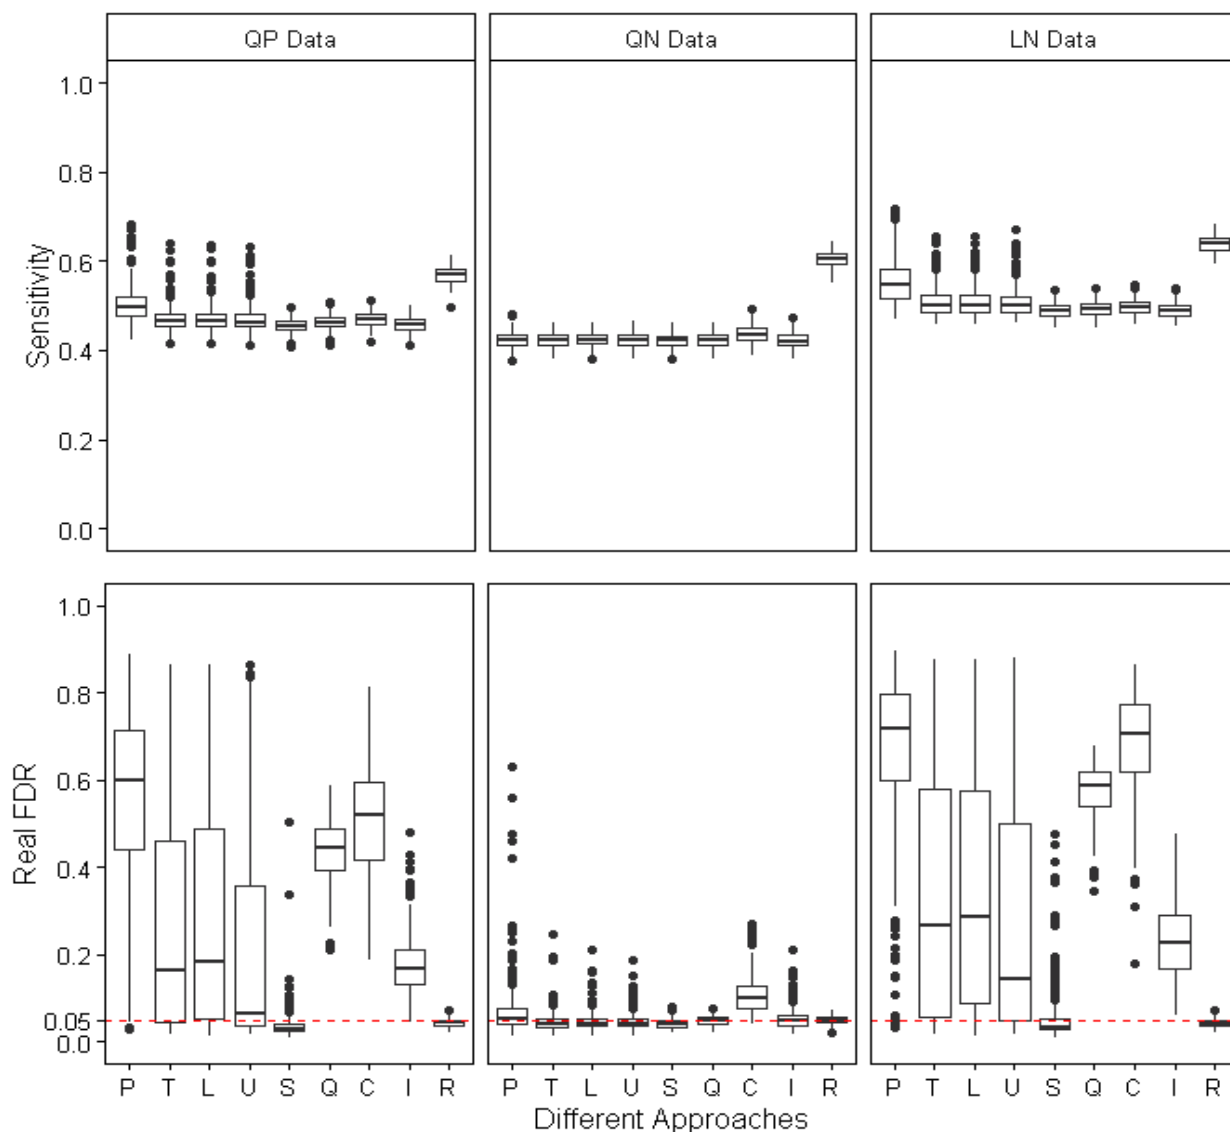 QP Data QN Data LN Data
1.0
0.8
0.6
0.4
0.2
0.0
Sensitivity
1.0
0.8
0.6
0.4
0.2
0.05
0.0
Real FDR
P T L U S Q C I R P T L U S Q C I R P T L U S Q C I R
Different Approaches